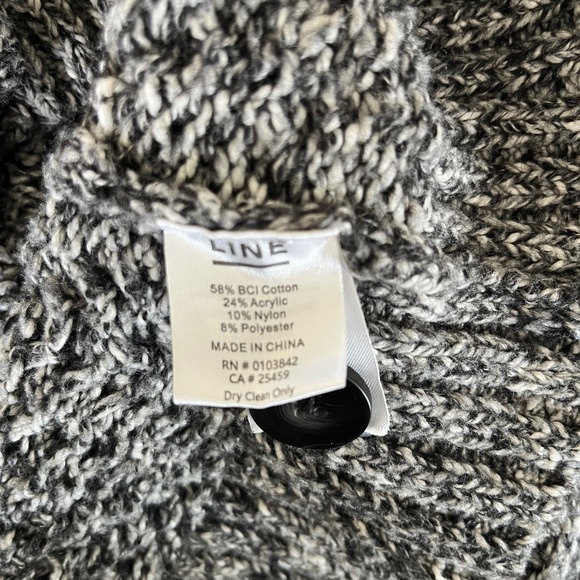 LINE
58% BCI Cotton
24% Acrylic
10% Nylon
8% Polyester
MADE IN CHINA
RN # 0103842
CA # 25459
Dry Clean Only